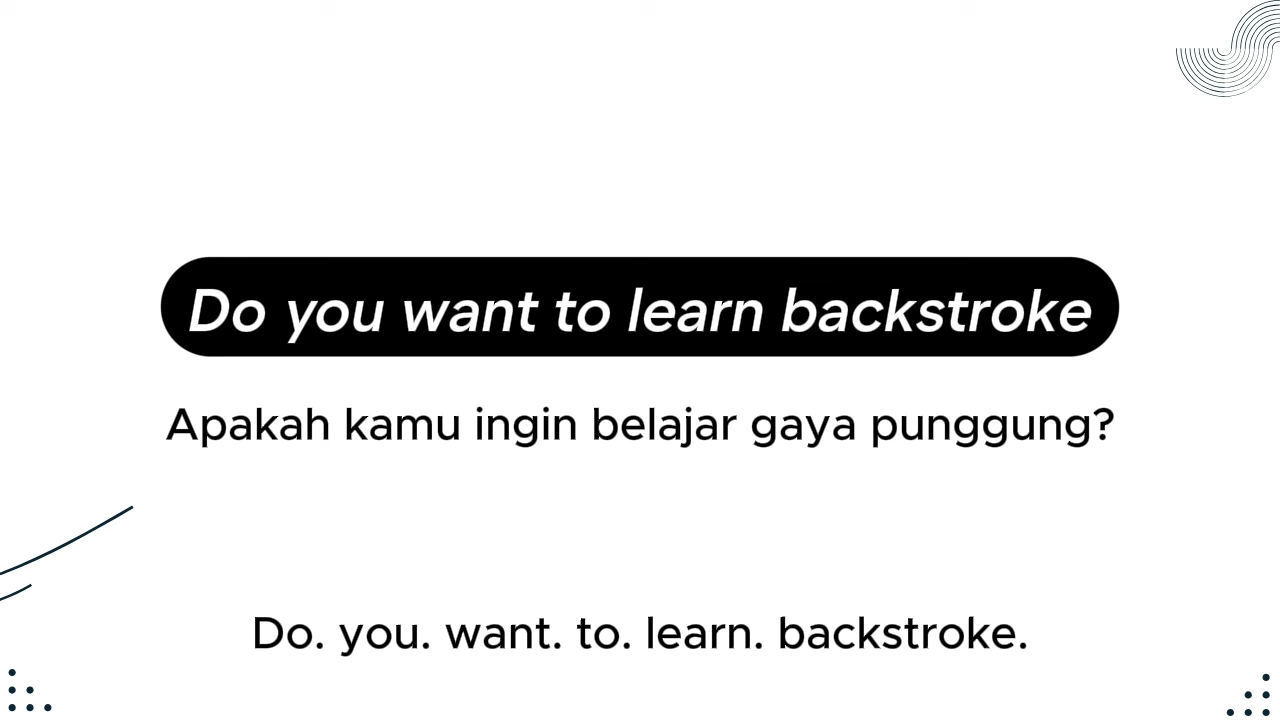 Do you want to learn backstroke
Apakah kamu ingin belajar gaya punggung?
Do. you. want. to. learn. backstroke.